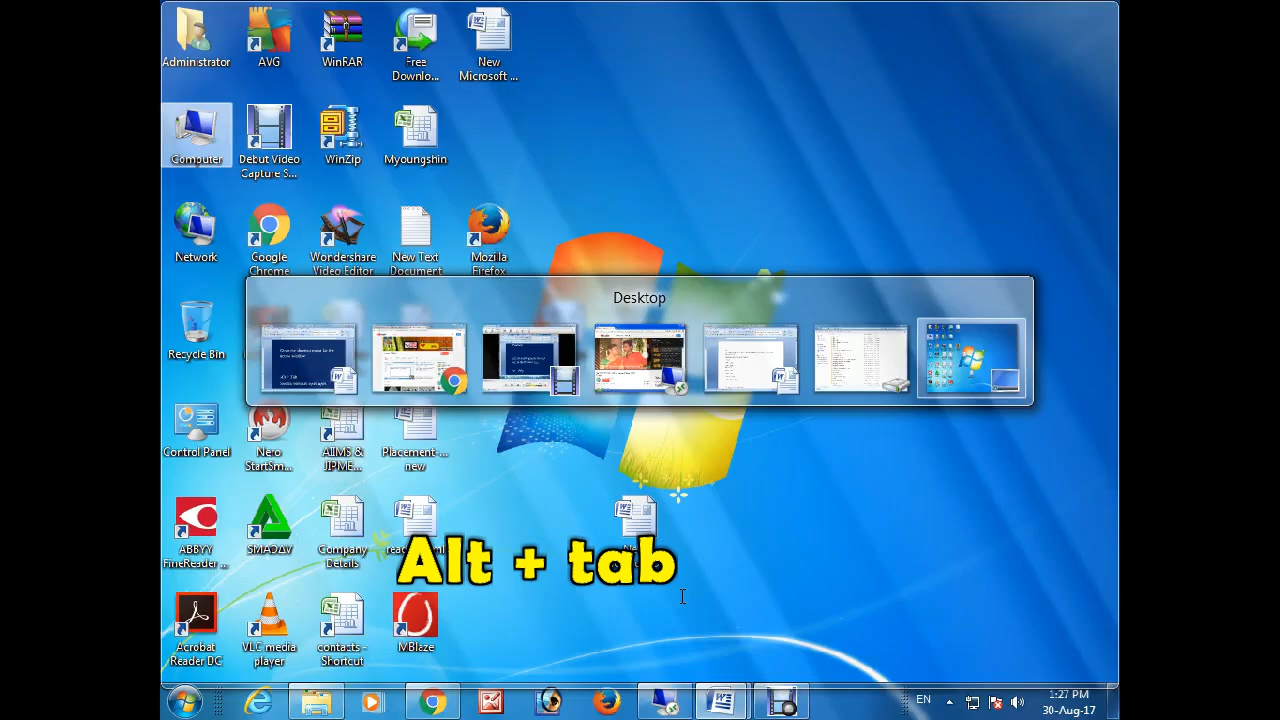 Administrator
AVG
WinRAR
Free
Downlo...
New
Microsoft ...
Computer
Debut Video
Capture S...
WinZip
Myoungshin
Network
Google
Chrome
Wondershare
Video Editor
New Text
Document
Mozilla
Firefox
Desktop
Recycle Bin
Control Panel
Nero
StartSm...
AIIMS &
JIPME...
Placement-...
new
ABBYY
FineReader ...
SMADAV
Company
Details
Alt + tab
Acrobat
Reader DC
VLC media
player
contacts -
Shortcut
MBlaze
EN
1:27 PM
30-Aug-17